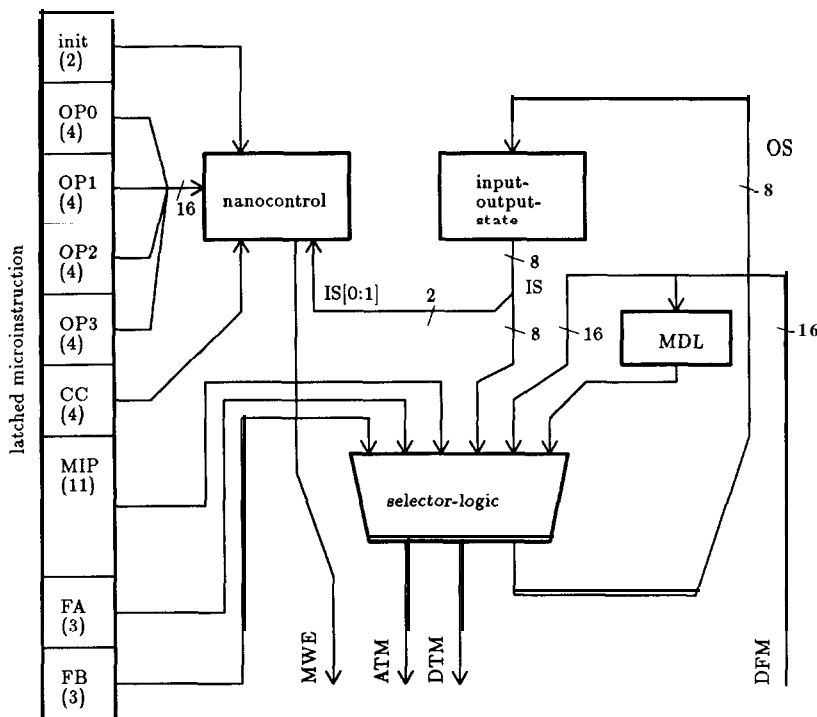 init
(2)
OP0
(4)
OS
OP1
(4)
16
nanocontrol
input-
output-
state
8
OP2
(4)
8
IS[0:1]
2
IS
OP3
(4)
8
16
MDL
16
CC
(4)
latched microinstruction
MIP
(11)
selector-logic
FA
(3)
FB
(3)
MWE
ATM
DTM
DFM